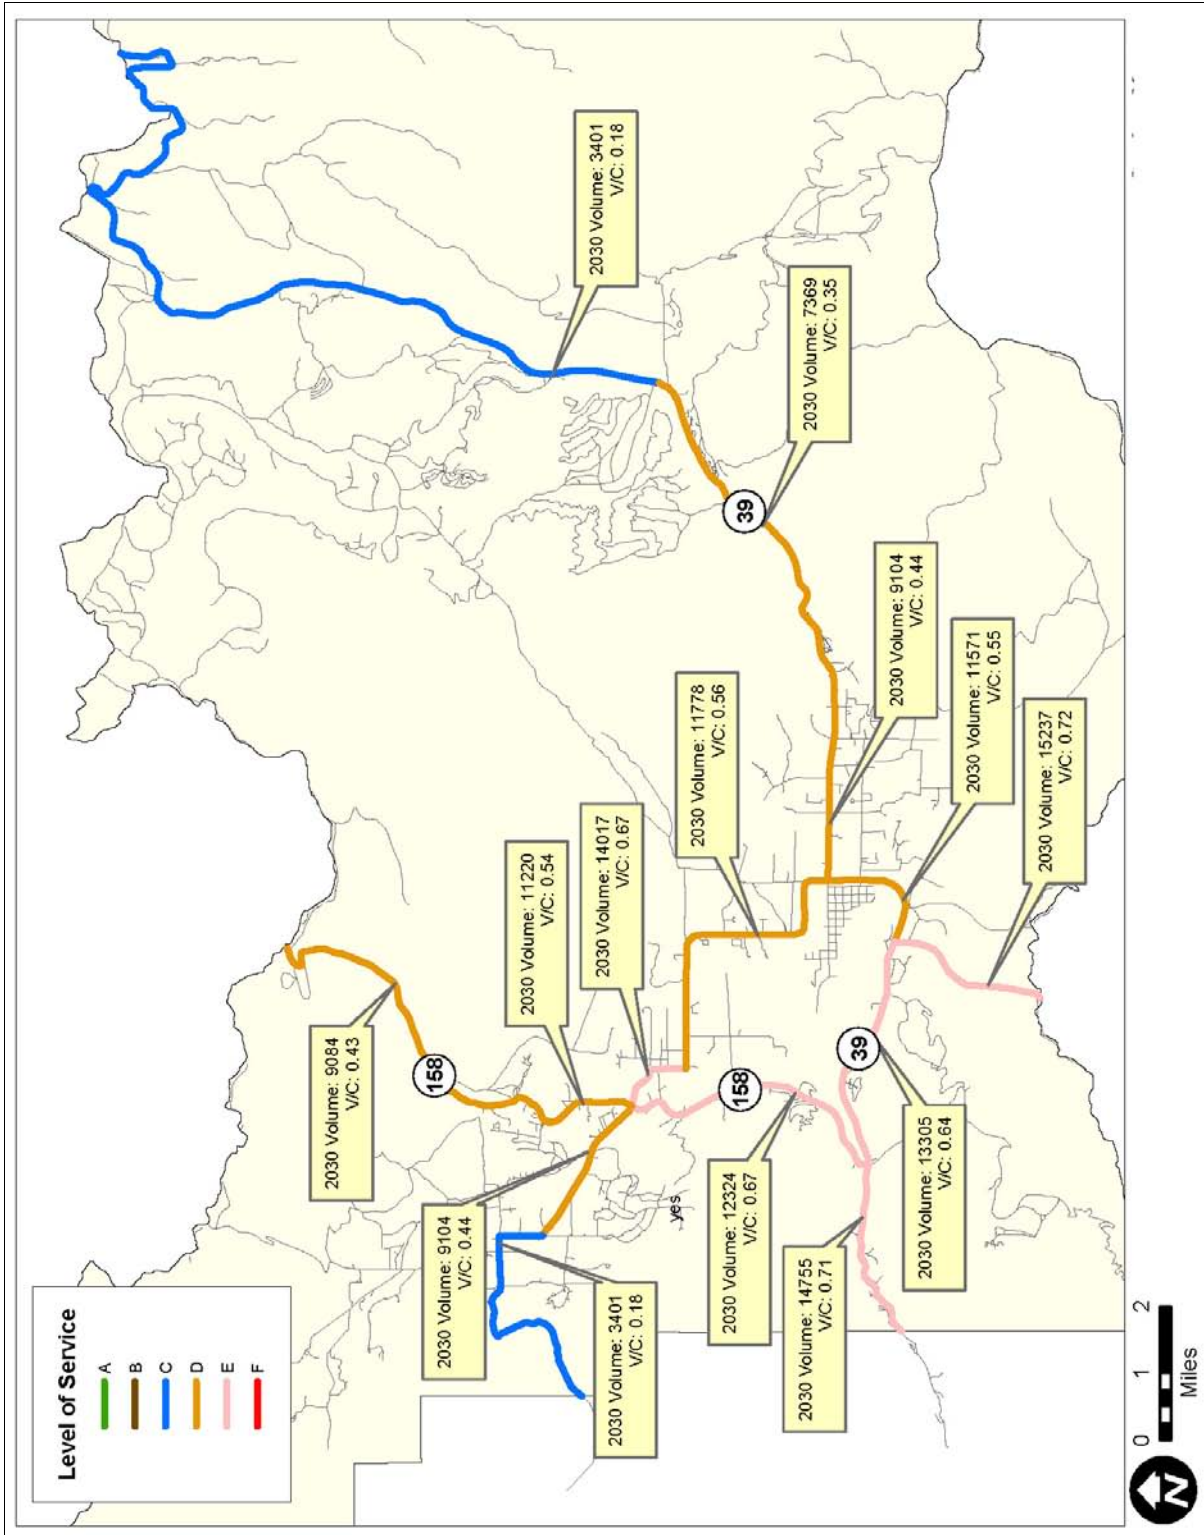 Level of Service
A
B
C
D
E
F
2030 Volume: 9084
V/C: 0.43
158
2030 Volume: 11220
V/C: 0.54
2030 Volume: 14017
V/C: 0.67
2030 Volume: 9104
V/C: 0.44
2030 Volume: 3401
V/C: 0.18
2030 Volume: 3401
V/C: 0.18
yes
2030 Volume: 11778
V/C: 0.56
158
2030 Volume: 12324
V/C: 0.67
39
2030 Volume: 7369
V/C: 0.35
2030 Volume: 14755
V/C: 0.71
39
2030 Volume: 13305
V/C: 0.64
2030 Volume: 9104
V/C: 0.44
2030 Volume: 11571
V/C: 0.55
2030 Volume: 15237
V/C: 0.72
N
0 1 2
Miles